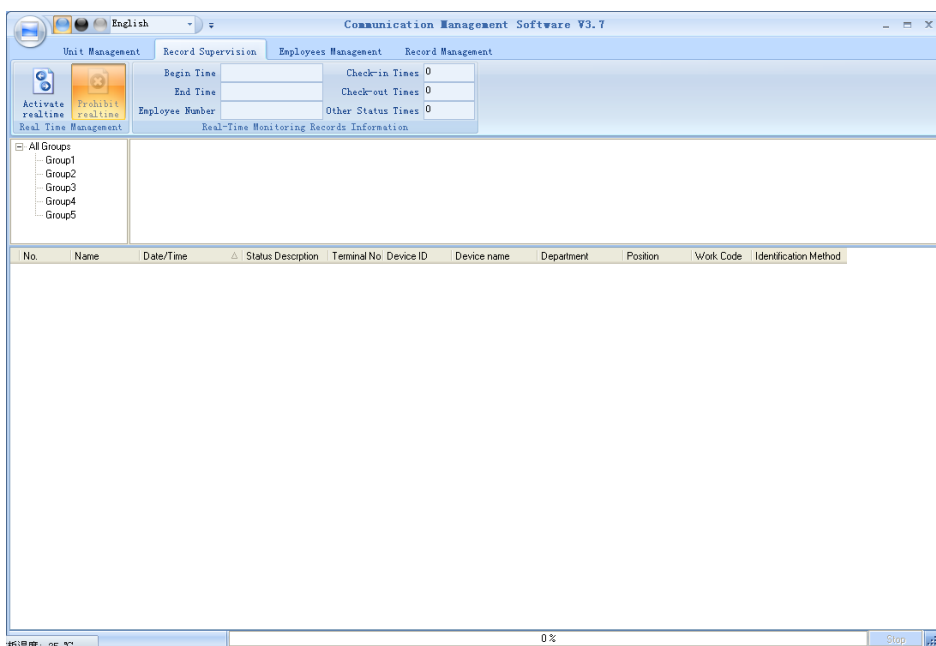 English
Communication Management Software V3.7
Unit Management Record Supervision Employees Management Record Management
Activate realtime
Prohibit realtime
Real Time Management
Begin Time
End Time
Employee Number
Check-in Times 0
Check-out Times 0
Other Status Times 0
Real-Time Monitoring Records Information
All Groups
Group1
Group2
Group3
Group4
Group5
No. Name Date/Time Status Descrption Terminal No Device ID Device name Department Position Work Code Identification Method
0 %
Stop